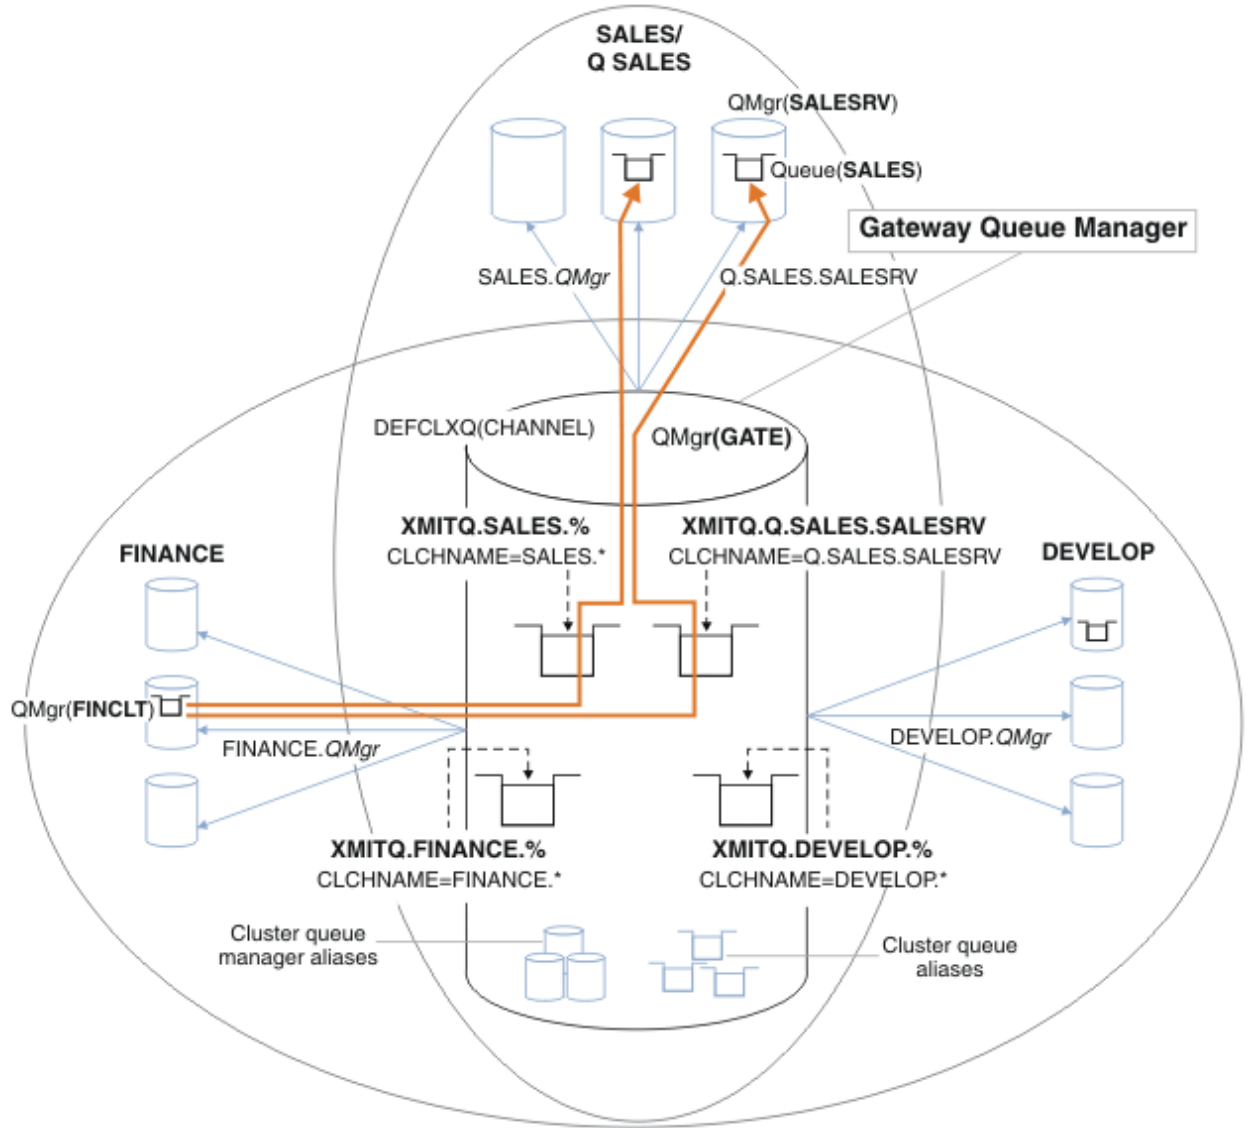 SALES/
Q SALES
QMgr(SALESRV)
Queue(SALES)
Gateway Queue Manager
SALES.QMgr
Q.SALES.SALESRV
DEFCLXQ(CHANNEL)
QMgr(GATE)
XMITQ.SALES.%
CLCHNAME=SALES.*
XMITQ.Q.SALES.SALESRV
CLCHNAME=Q.SALES.SALESRV
FINANCE
DEVELOP
QMgr(FINCLT)
FINANCE.QMgr
DEVELOP.QMgr
XMITQ.FINANCE.%
CLCHNAME=FINANCE.*
XMITQ.DEVELOP.%
CLCHNAME=DEVELOP.*
Cluster queue
manager aliases
Cluster queue
aliases